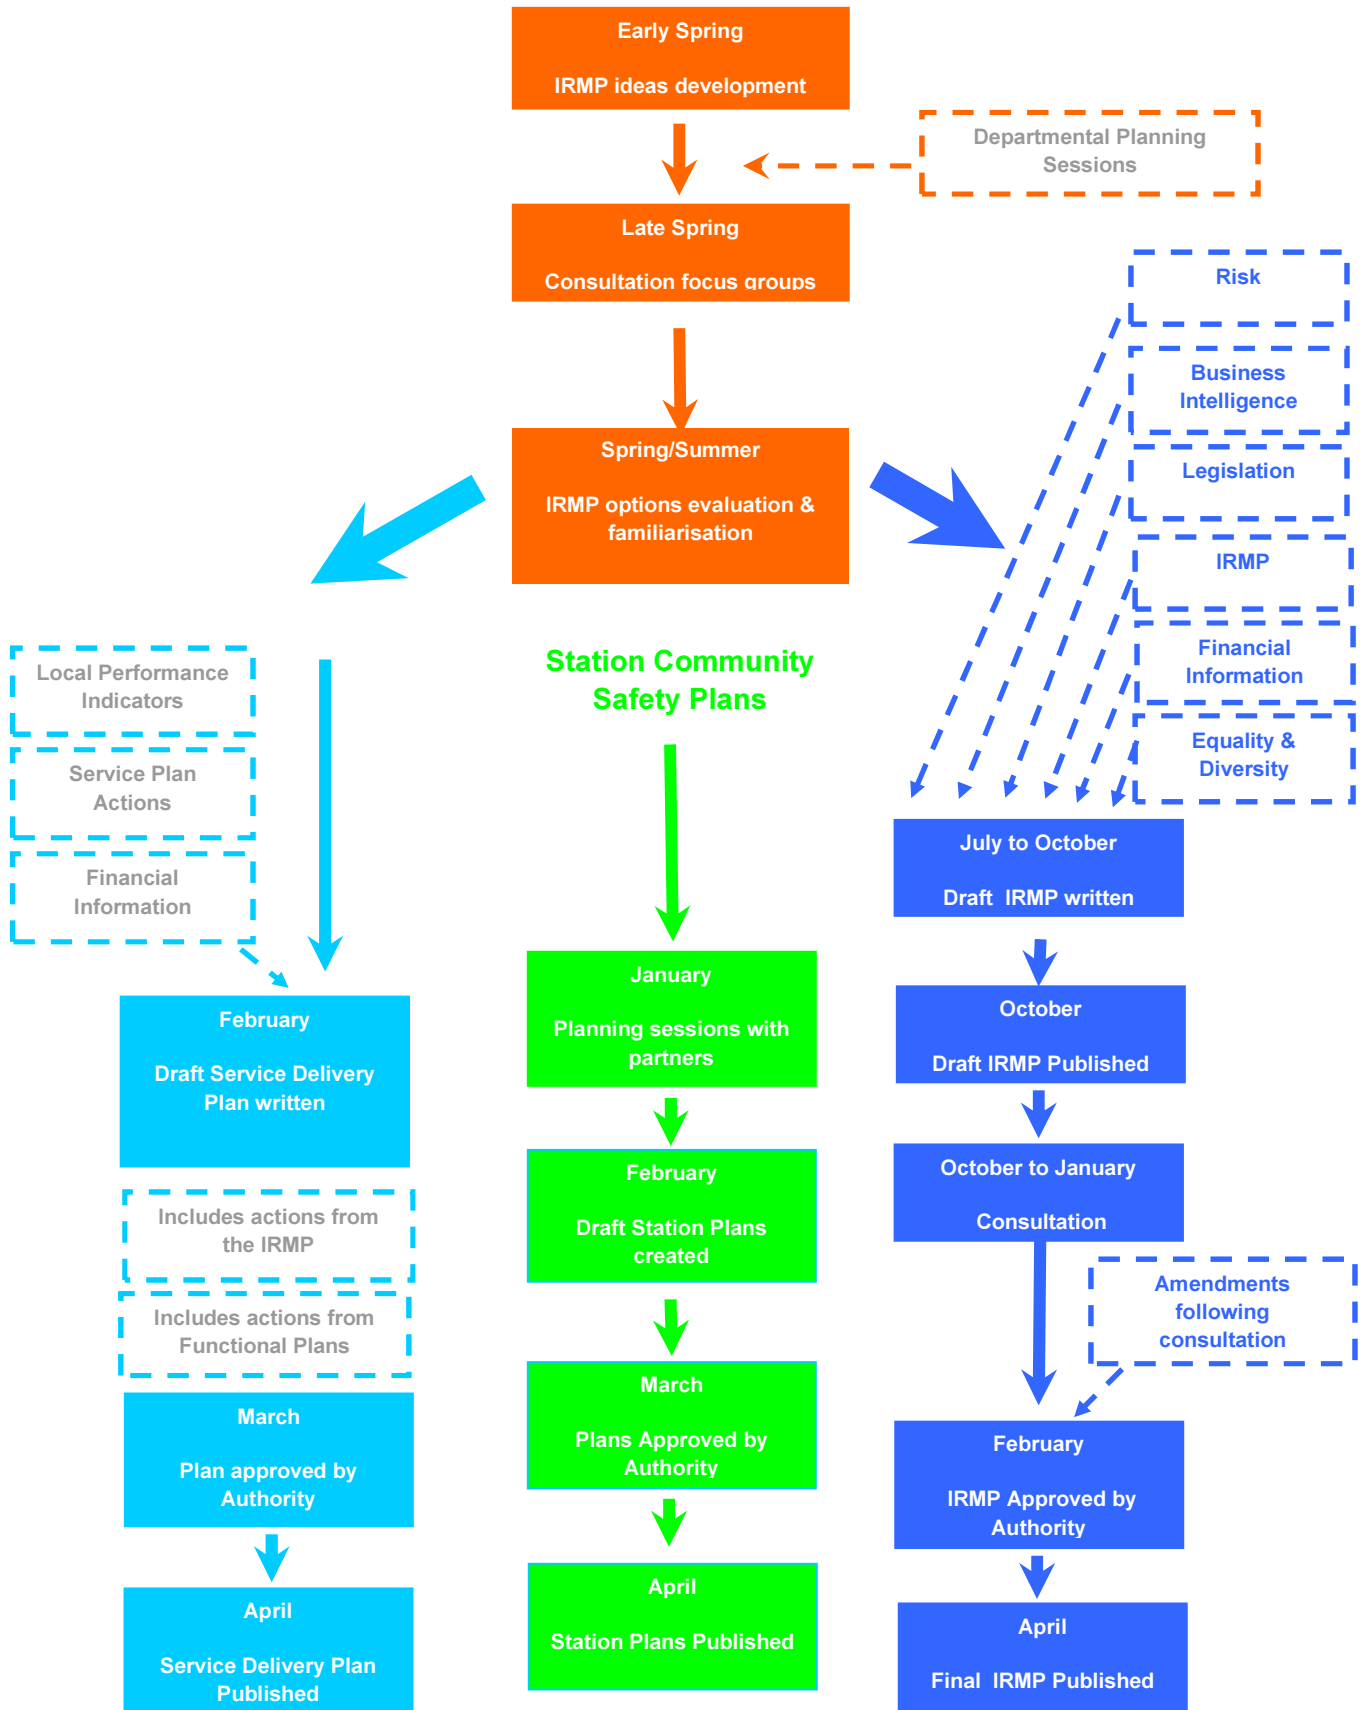 Early Spring
IRMP ideas development
Departmental Planning
Sessions
Late Spring
Consultation focus groups
Risk
Business
Intelligence
Legislation
IRMP
Financial
Information
Equality &
Diversity
Spring/Summer
IRMP options evaluation &
familiarisation
Local Performance
Indicators
Service Plan
Actions
Financial
Information
February
Draft Service Delivery
Plan written
Includes actions from
the IRMP
Includes actions from
Functional Plans
March
Plan approved by
Authority
April
Service Delivery Plan
Published
Station Community
Safety Plans
January
Planning sessions with
partners
February
Draft Station Plans
created
March
Plans Approved by
Authority
April
Station Plans Published
July to October
Draft  IRMP written
October
Draft IRMP Published
October to January
Consultation
Amendments
following
consultation
February
IRMP Approved by
Authority
April
Final  IRMP Published